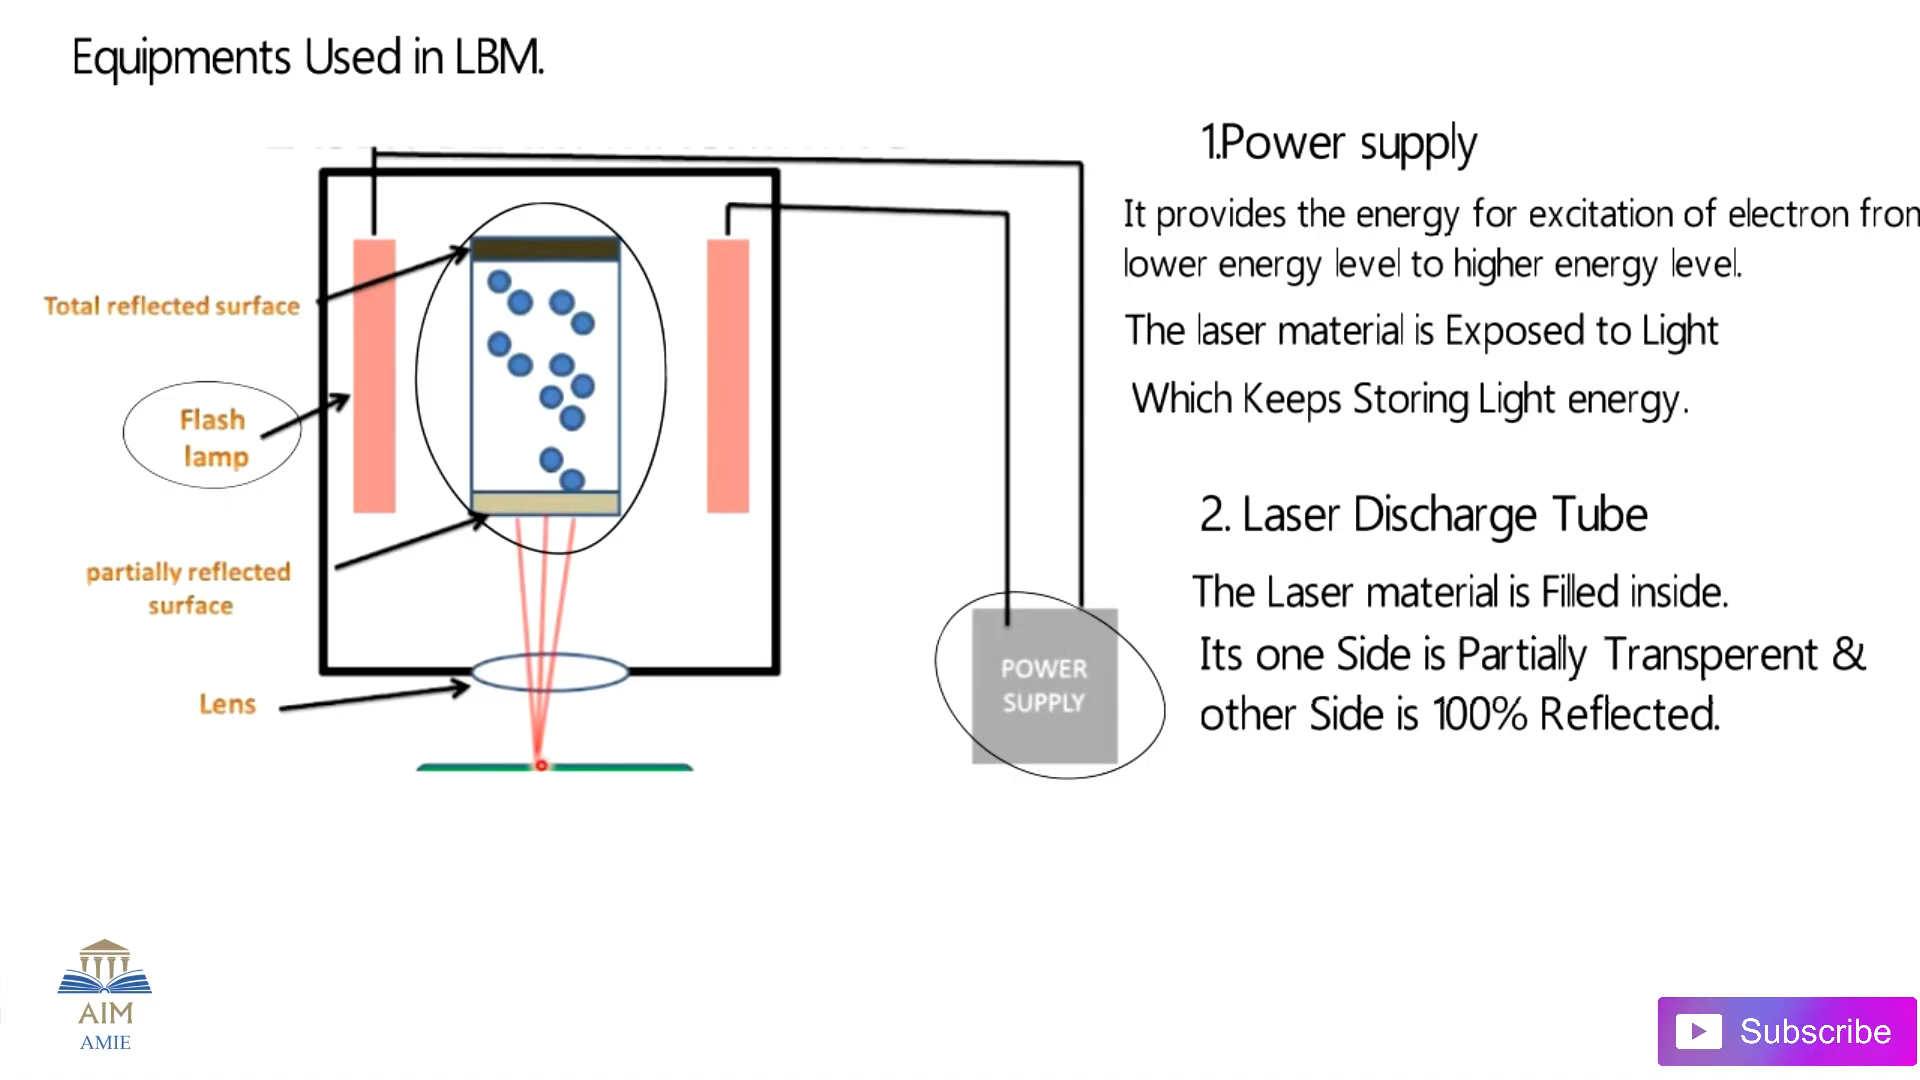 Equipments Used in LBM.
1.Power supply
It provides the energy for excitation of electron from
lower energy level to higher energy level.
The laser material is Exposed to Light
Which Keeps Storing Light energy.
2. Laser Discharge Tube
The Laser material is Filled inside.
Its one Side is Partially Transperent &
other Side is 100% Reflected.
Total reflected surface
Flash
lamp
partially reflected
surface
Lens
POWER
SUPPLY
AIM
AMIE
Subscribe